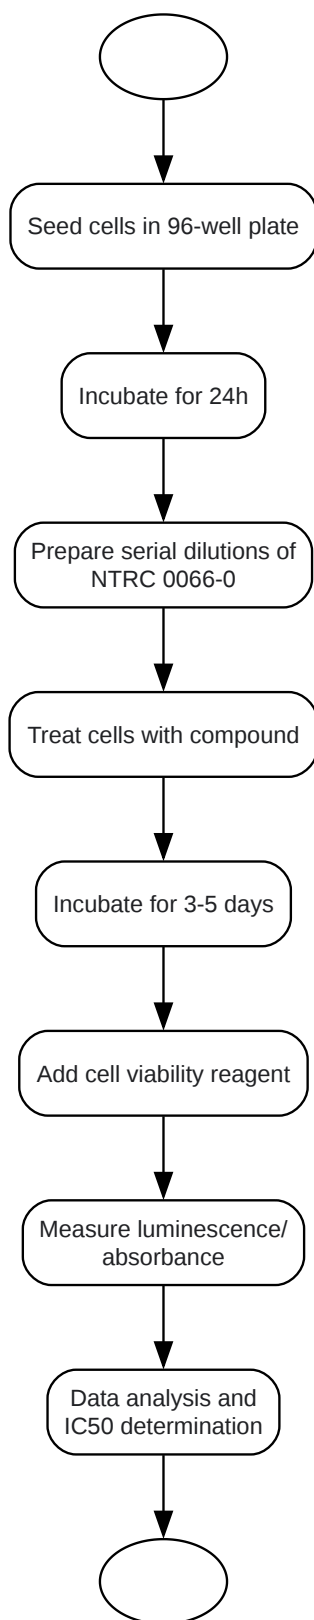 Seed cells in 96-well plate
Incubate for 24h
Prepare serial dilutions of
NTRC 0066-0
Treat cells with compound
Incubate for 3-5 days
Add cell viability reagent
Measure luminescence/
absorbance
Data analysis and
IC50 determination